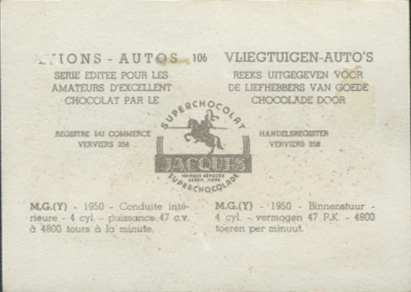 AVIONS - AUTOS 106 VLIEGTUIGEN-AUTO'S
SERIE EDITEE POUR LES
AMATEURS D'EXCELLENT
CHOCOLAT PAR LE
REEKS UITGEGEVEN VOOR
DE LIEFHEBBERS VAN GOEDE
CHOCOLADE DOOR
SUPERCHOCOLAT
JACQUES
SUPERCHOCOLADE
REGISTRE DU COMMERCE
VERVIERS 358
HANDELSREGISTER
VERVIERS 358
M.G.(Y) - 1950 - Conduite inté-
rieure - 4 cyl. - puissance 47 c.v.
à 4800 tours à la minute.
M.G.(Y) - 1950 - Binnenstuur -
4 cyl. - vermogen 47 P.K. - 4800
toeren per minuut.